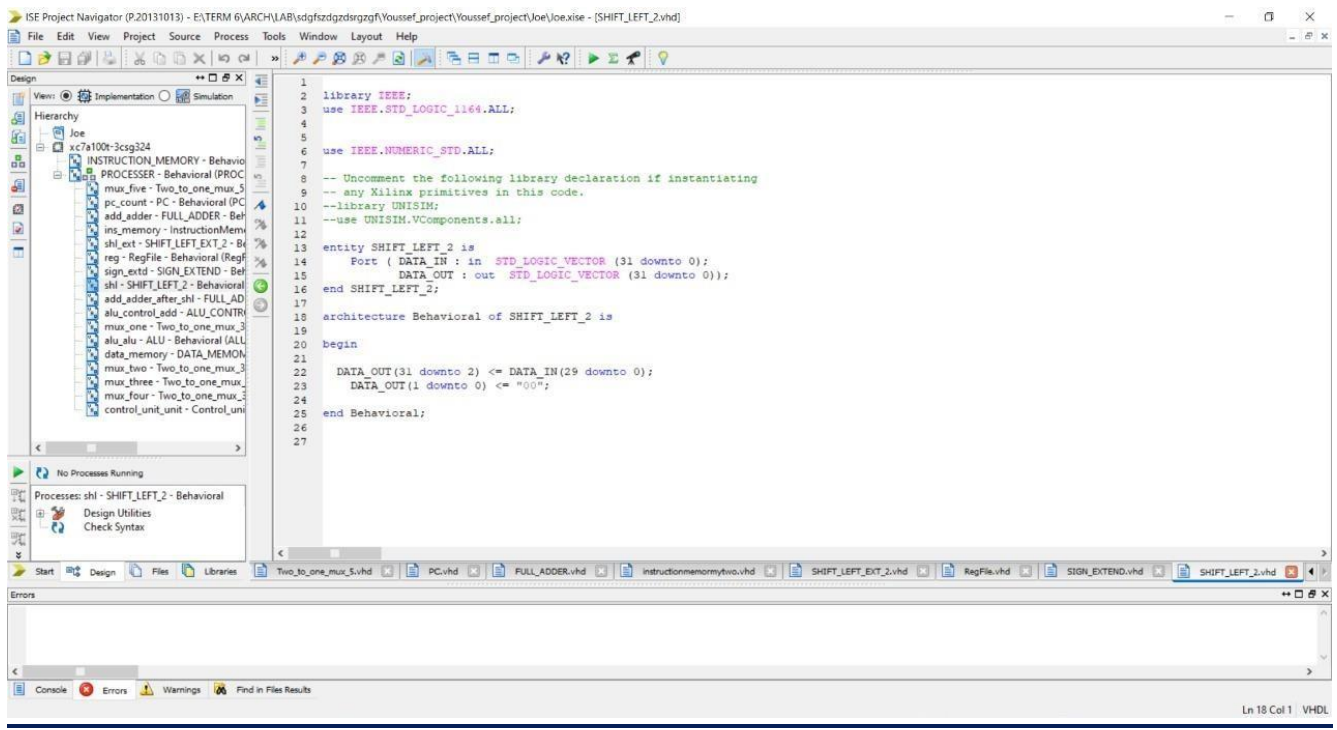 ISE Project Navigator (P.20131013) - E:\TERM 6\ARCH\LAB\sdgfszdgzdsrgzgf\Youssef_project\Youssef_project\Joe\Joe.xise - [SHIFT_LEFT_2.vhd]
File Edit View Project Source Process Tools Window Layout Help
Design
View: Implementation Simulation
Hierarchy
Joe
xc7a100t-3csg324
INSTRUCTION_MEMORY - Behavio
PROCESSER - Behavioral (PROC
mux_five - Two_to_one_mux_5
pc_count - PC - Behavioral (PC
add_adder - FULL_ADDER - Beh
ins_memory - InstructionMem
shl_ext - SHIFT_LEFT_EXT_2 - Be
reg - RegFile - Behavioral (RegF
sign_extd - SIGN_EXTEND - Beh
shl - SHIFT_LEFT_2 - Behavioral
add_adder_after_shl - FULL_AD
alu_control_add - ALU_CONTR
mux_one - Two_to_one_mux_3
alu_alu - ALU - Behavioral (ALU
data_memory - DATA_MEMOM
mux_two - Two_to_one_mux_3
mux_three - Two_to_one_mux_
mux_four - Two_to_one_mux_3
control_unit_unit - Control_uni
No Processes Running
Processes: shl - SHIFT_LEFT_2 - Behavioral
Design Utilities
Check Syntax
Start Design Files Libraries
1
2 library IEEE;
3 use IEEE.STD_LOGIC_1164.ALL;
4
5
6 use IEEE.NUMERIC_STD.ALL;
7
8 -- Uncomment the following library declaration if instantiating
9 -- any Xilinx primitives in this code.
10 --library UNISIM;
11 --use UNISIM.VComponents.all;
12
13 entity SHIFT_LEFT_2 is
14 Port ( DATA_IN : in STD_LOGIC_VECTOR (31 downto 0);
15 DATA_OUT : out STD_LOGIC_VECTOR (31 downto 0));
16 end SHIFT_LEFT_2;
17
18 architecture Behavioral of SHIFT_LEFT_2 is
19
20 begin
21
22 DATA_OUT(31 downto 2) <= DATA_IN(29 downto 0);
23 DATA_OUT(1 downto 0) <= "00";
24
25 end Behavioral;
26
27
Two_to_one_mux_5.vhd PC.vhd FULL_ADDER.vhd instructionmemormytwo.vhd SHIFT_LEFT_EXT_2.vhd RegFile.vhd SIGN_EXTEND.vhd SHIFT_LEFT_2.vhd
Errors
Console Errors Warnings Find in Files Results
Ln 18 Col 1 VHDL